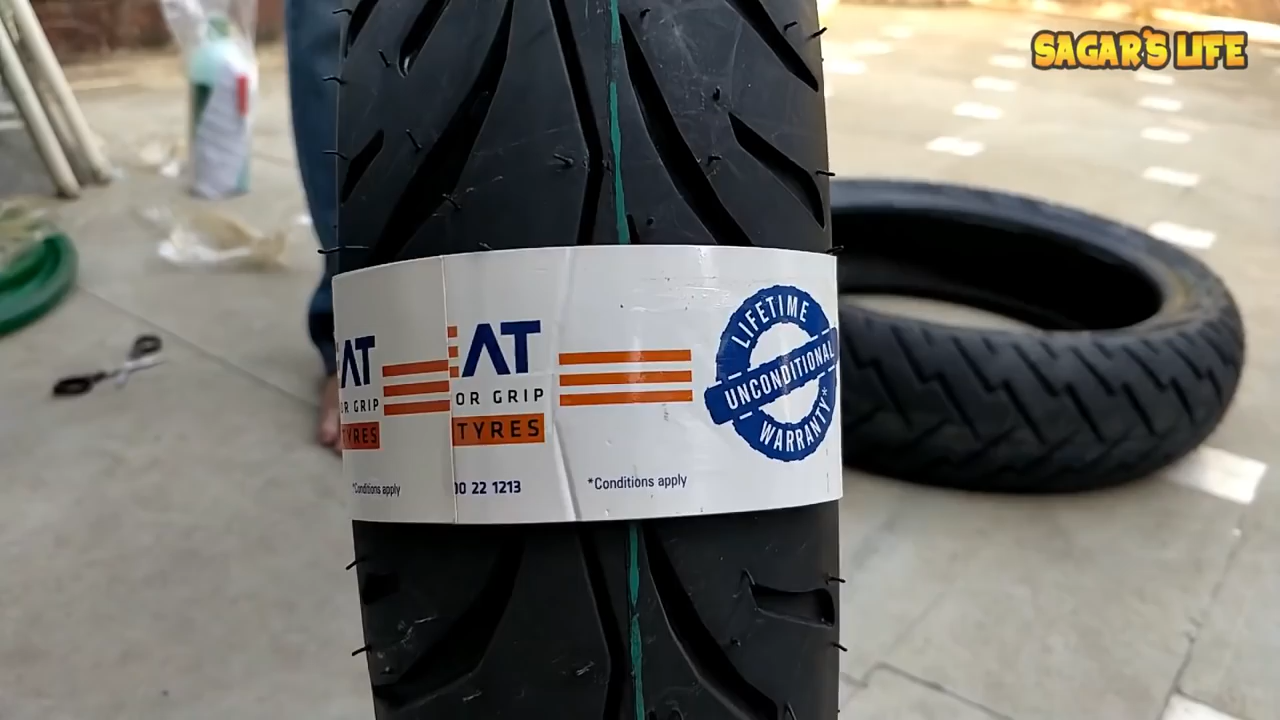 SAGAR'S LIFE
AT
OR GRIP
TYRES
*Conditions apply
AT
OR GRIP
TYRES
00 22 1213
*Conditions apply
LIFETIME
UNCONDITIONAL
WARRANTY*